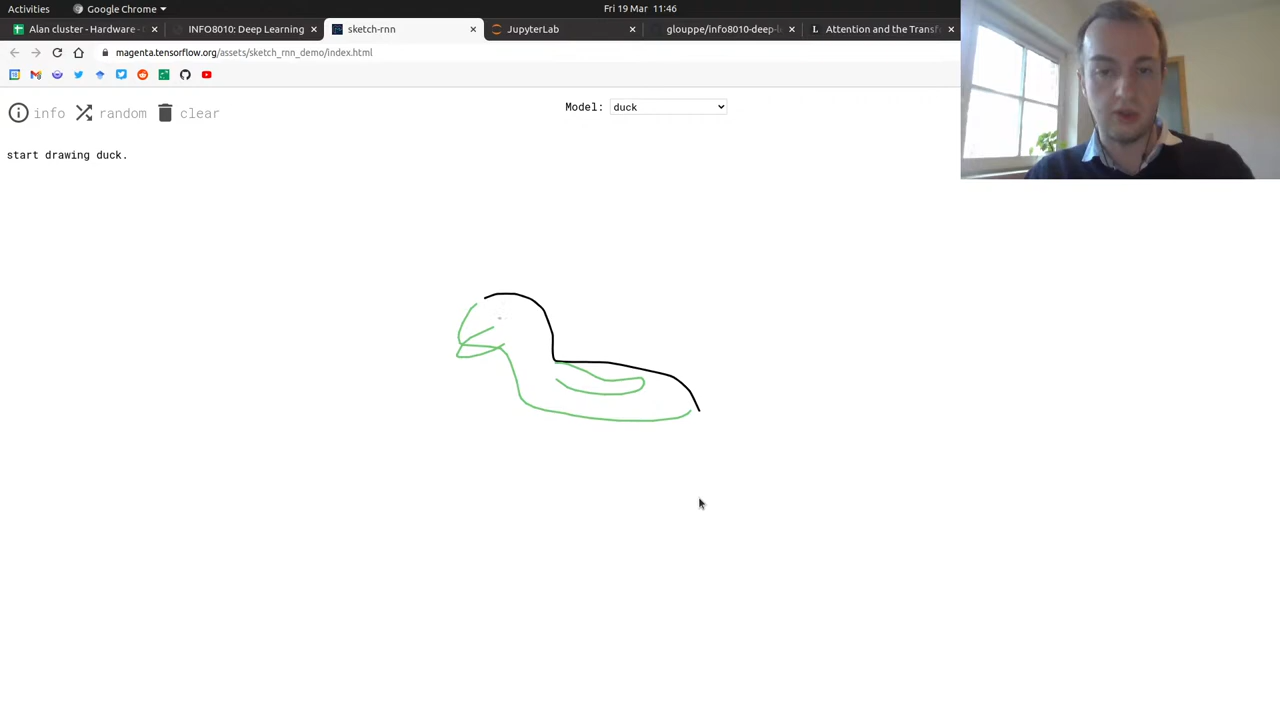 Activities
Google Chrome
Fri 19 Mar 11:46
Alan cluster - Hardware -
INFO8010: Deep Learning
sketch-rnn
JupyterLab
glouppe/info8010-deep-l
Attention and the Transf
magenta.tensorflow.org/assets/sketch_rnn_demo/index.html
info
random
clear
Model: duck
start drawing duck.